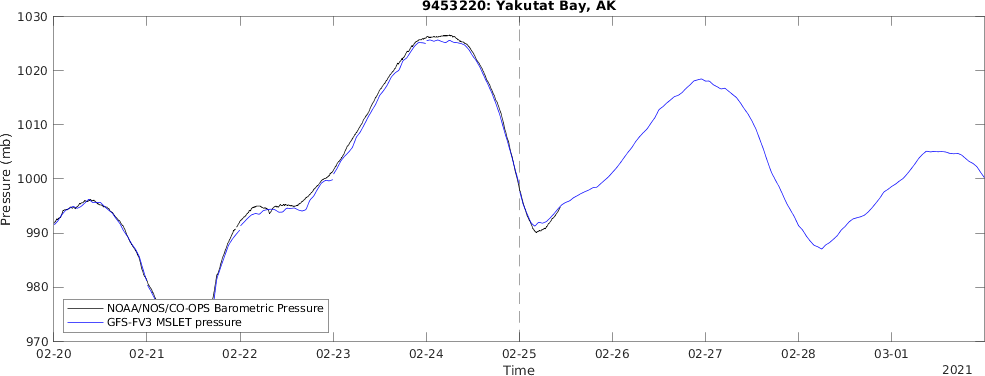 9453220: Yakutat Bay, AK
Pressure (mb)
1030
1020
1010
1000
990
980
970
NOAA/NOS/CO-OPS Barometric Pressure
GFS-FV3 MSLET pressure
02-20 02-21 02-22 02-23 02-24 02-25 02-26 02-27 02-28 03-01
Time
2021